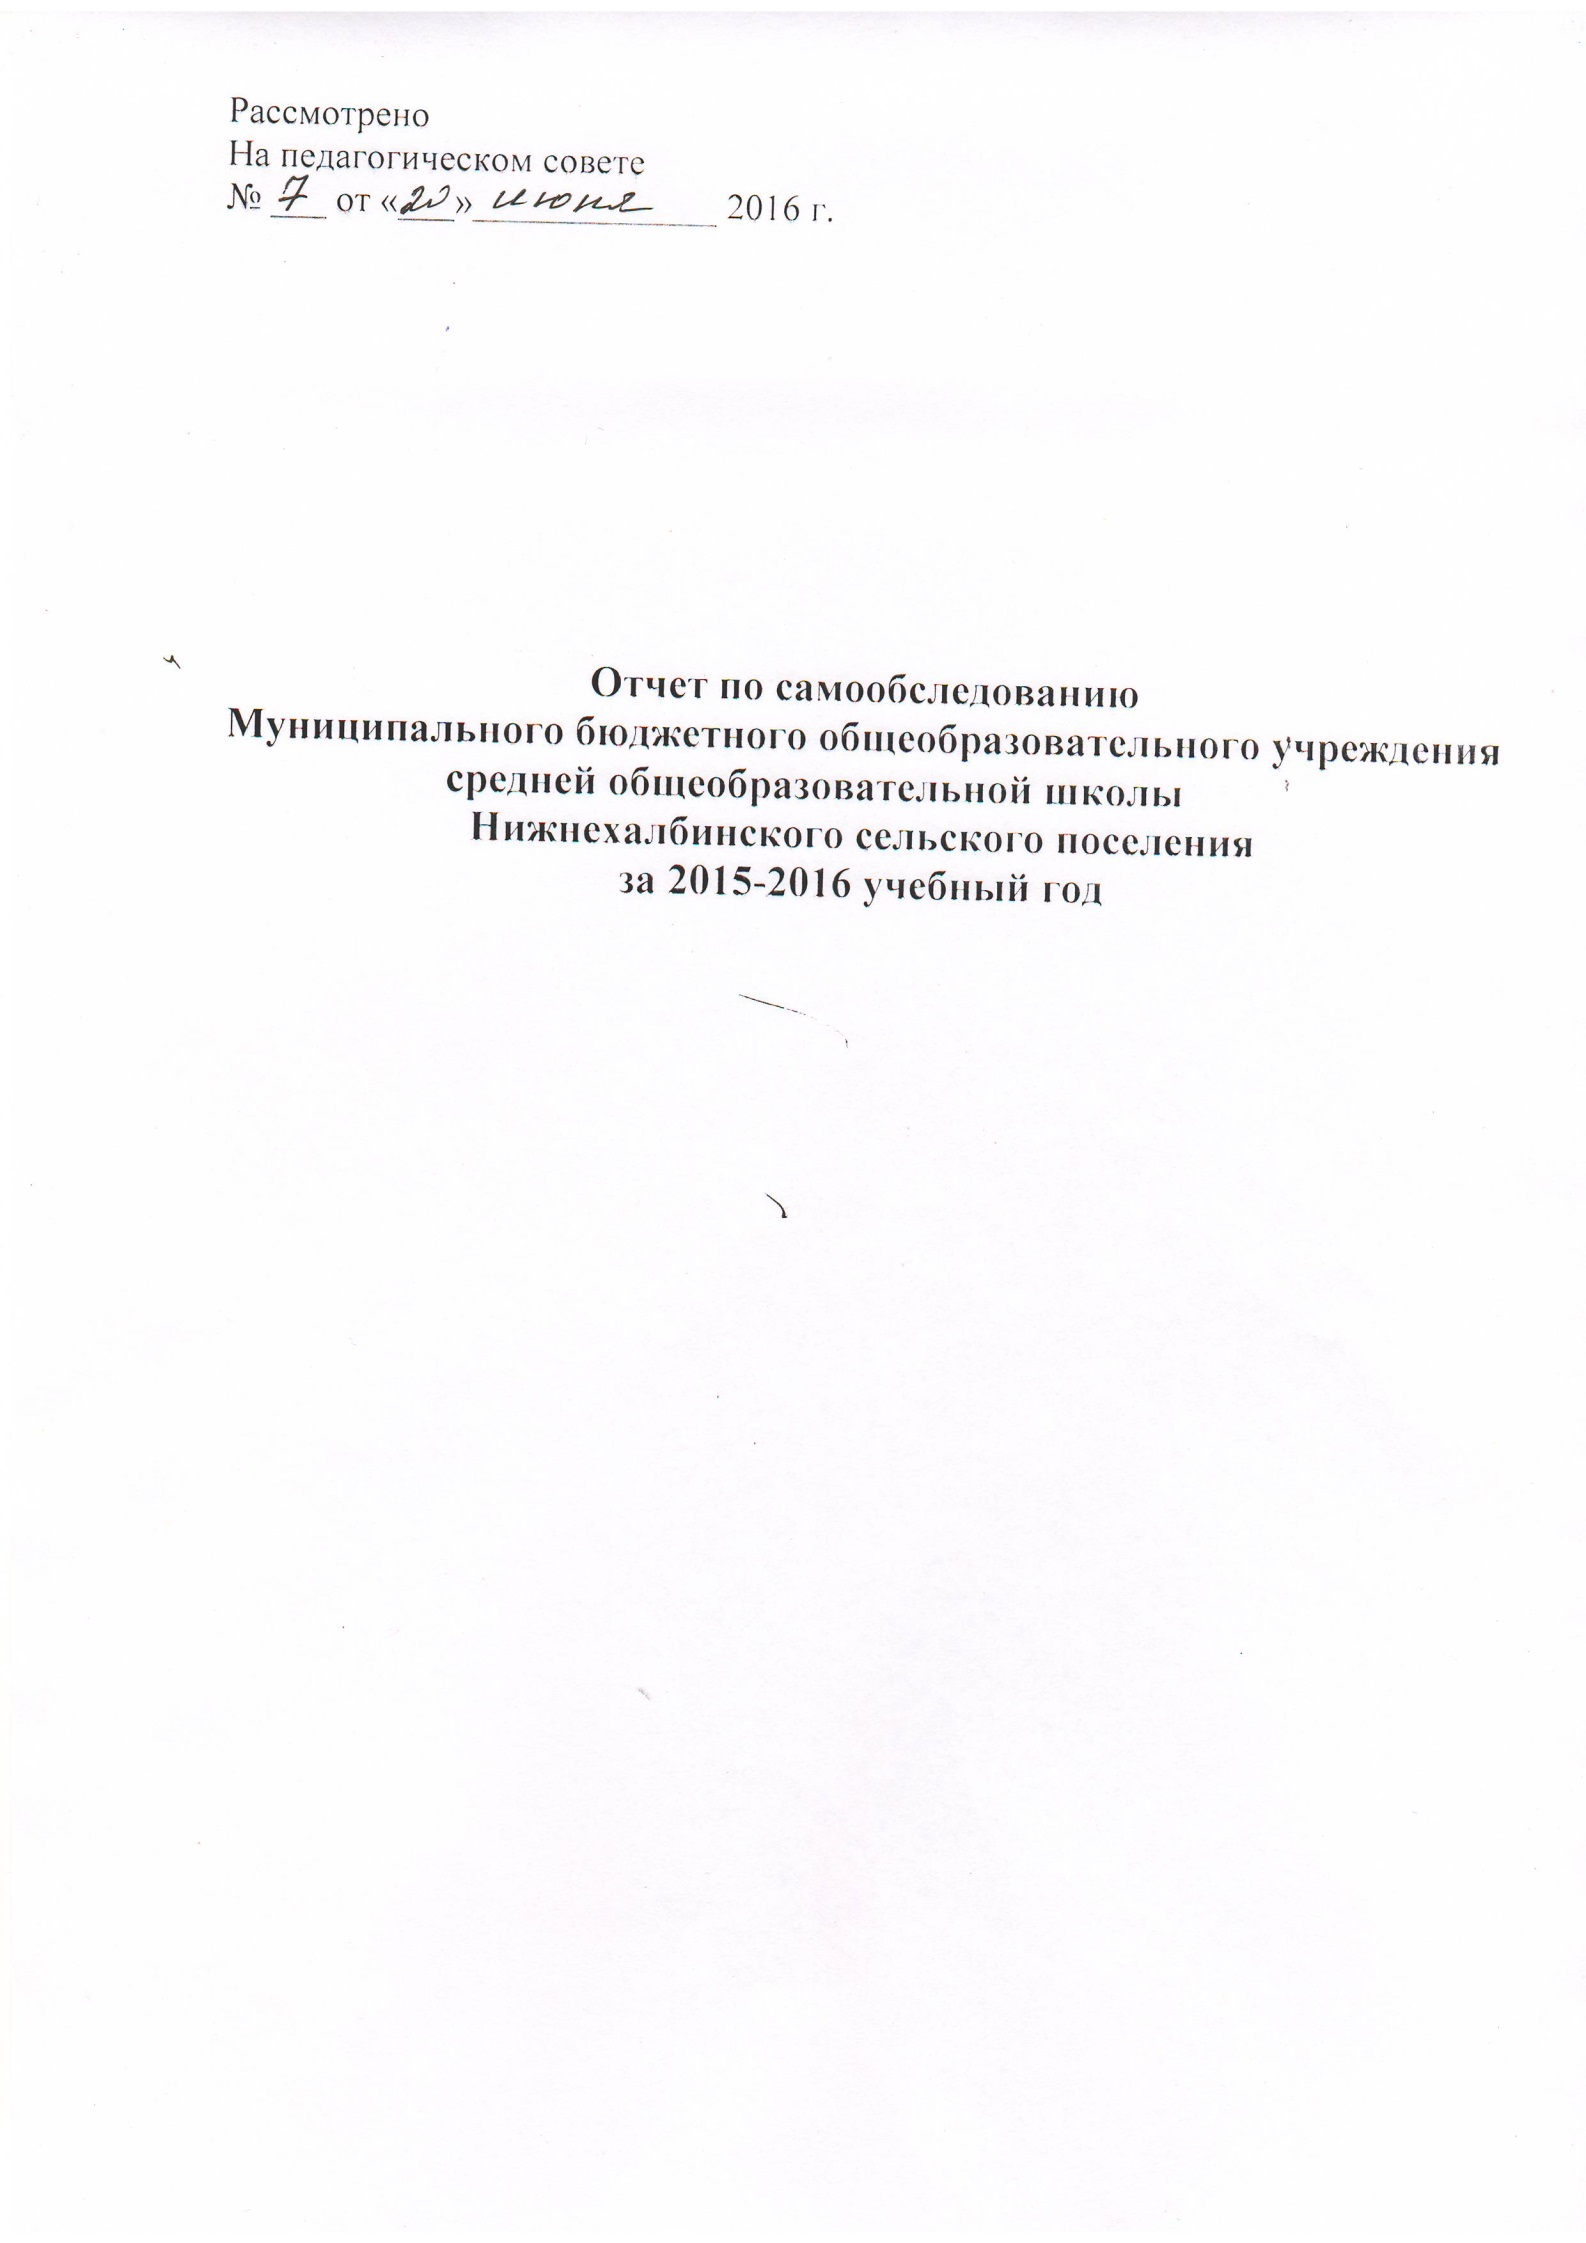 Рассмотрено
На педагогическом совете
№ 7 от «20» июня 2016 г.
Отчет по самообследованию
Муниципального бюджетного общеобразовательного учреждения
средней общеобразовательной школы
Нижнехалбинского сельского поселения
за 2015-2016 учебный год